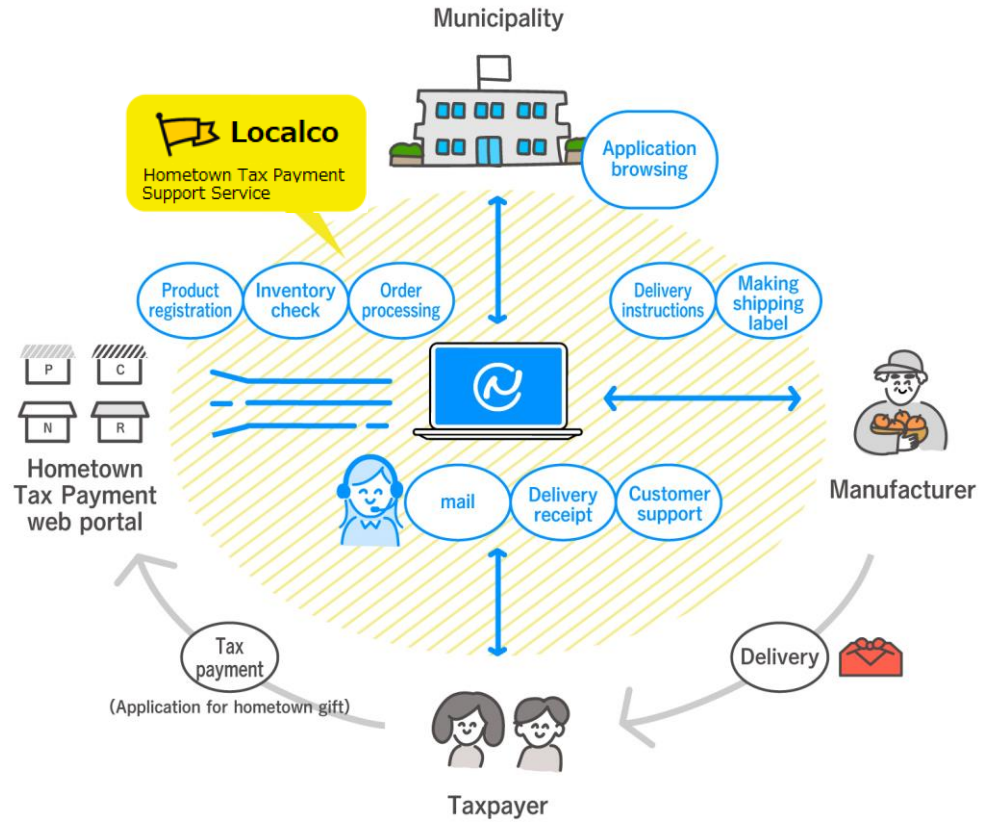 Municipality
Localco
Hometown Tax Payment
Support Service
Application
browsing
Product
registration
Inventory
check
Order
processing
Delivery
instructions
Making
shipping
label
P
C
N
R
Hometown
Tax Payment
web portal
mail
Delivery
receipt
Customer
support
Manufacturer
Tax
payment
(Application for hometown gift)
Delivery
Taxpayer